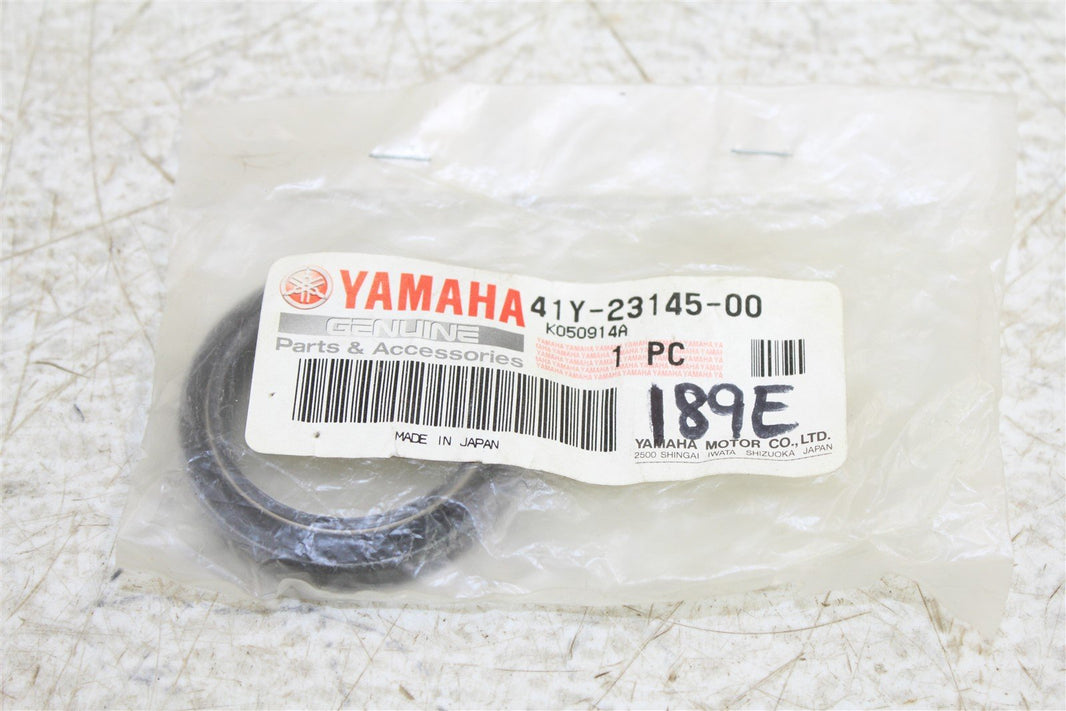 YAMAHA 41Y-23145-00
GENUINE K050914A
Parts & Accessories 1 PC
189E
MADE IN JAPAN
YAMAHA MOTOR CO.,LTD.
2500 SHINGAI IWATA SHIZUOKA JAPAN